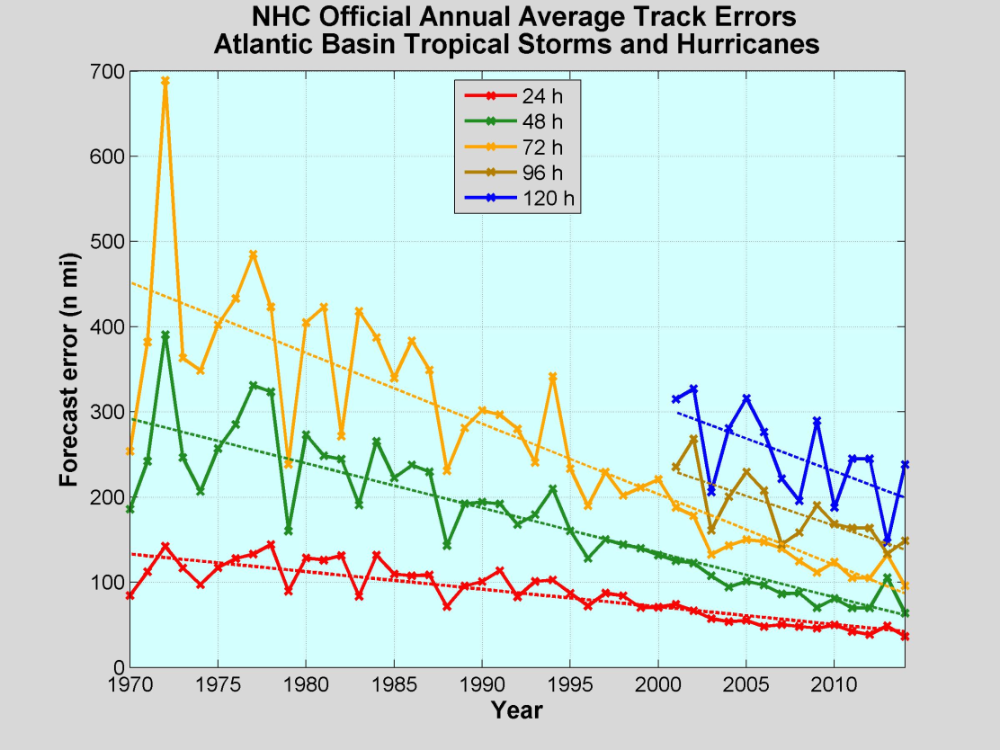 NHC Official Annual Average Track Errors
Atlantic Basin Tropical Storms and Hurricanes
700
600
500
400
300
200
100
0
Forecast error (n mi)
24 h
48 h
72 h
96 h
120 h
1970 1975 1980 1985 1990 1995 2000 2005 2010
Year